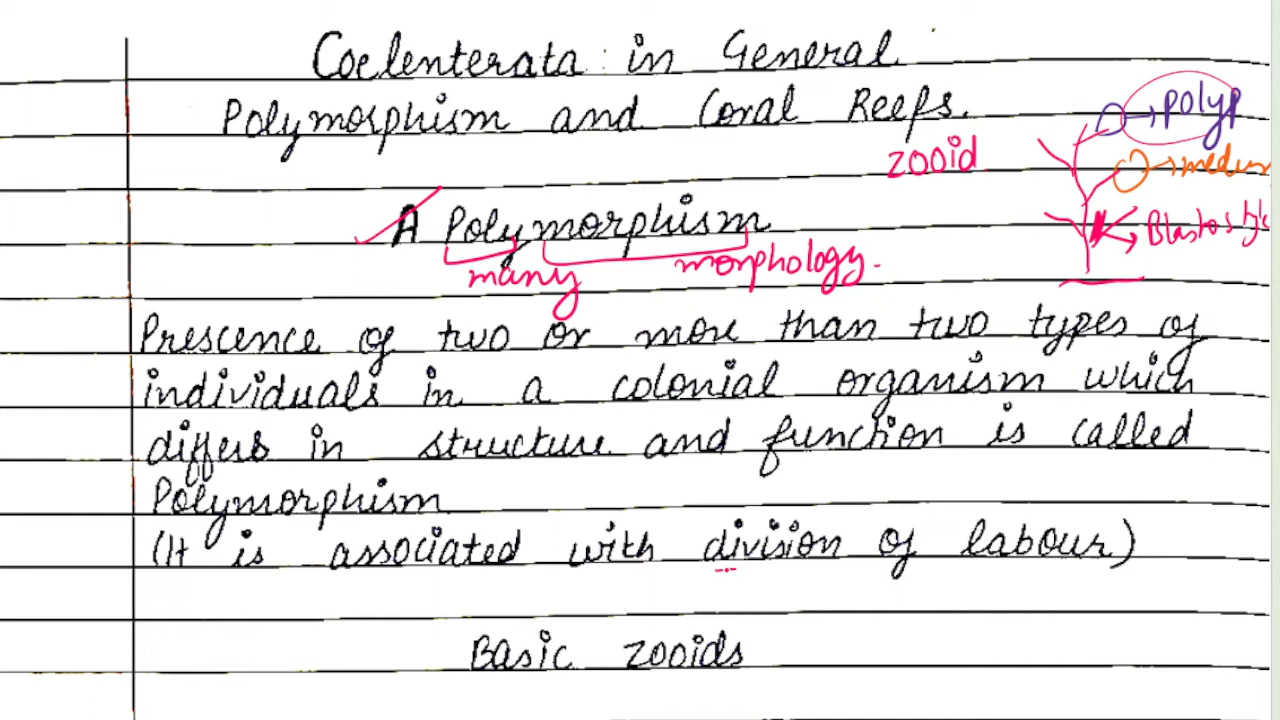 Coelenterata : in General
Polymorphism and Coral Reefs.
polyp
zooid
A Polymorphism
many
morphology.
Prescence of two or more than two types of
individuals in a colonial organism which
differs in structure and function is called
Polymorphism
(It is associated with division of labour)
Basic zooids